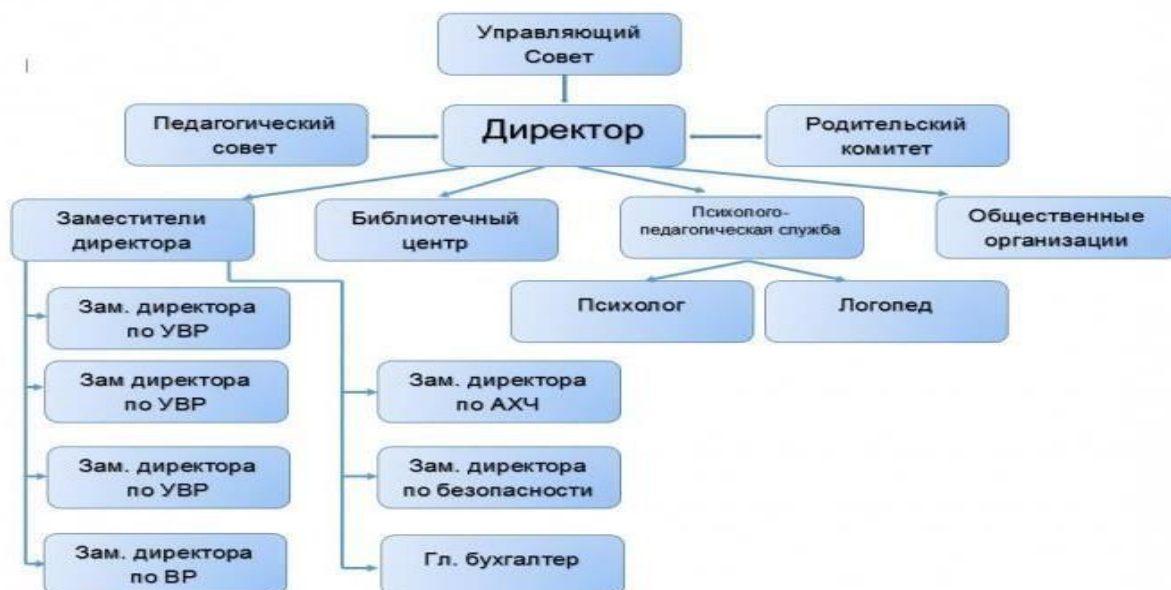 Управляющий
Совет
Педагогический
совет
Директор
Родительский
комитет
Заместители
директора
Библиотечный
центр
Психолого-
педагогическая служба
Общественные
организации
Психолог
Логопед
Зам. директора
по УВР
Зам директора
по УВР
Зам. директора
по АХЧ
Зам. директора
по УВР
Зам. директора
по безопасности
Зам. директора
по ВР
Гл. бухгалтер